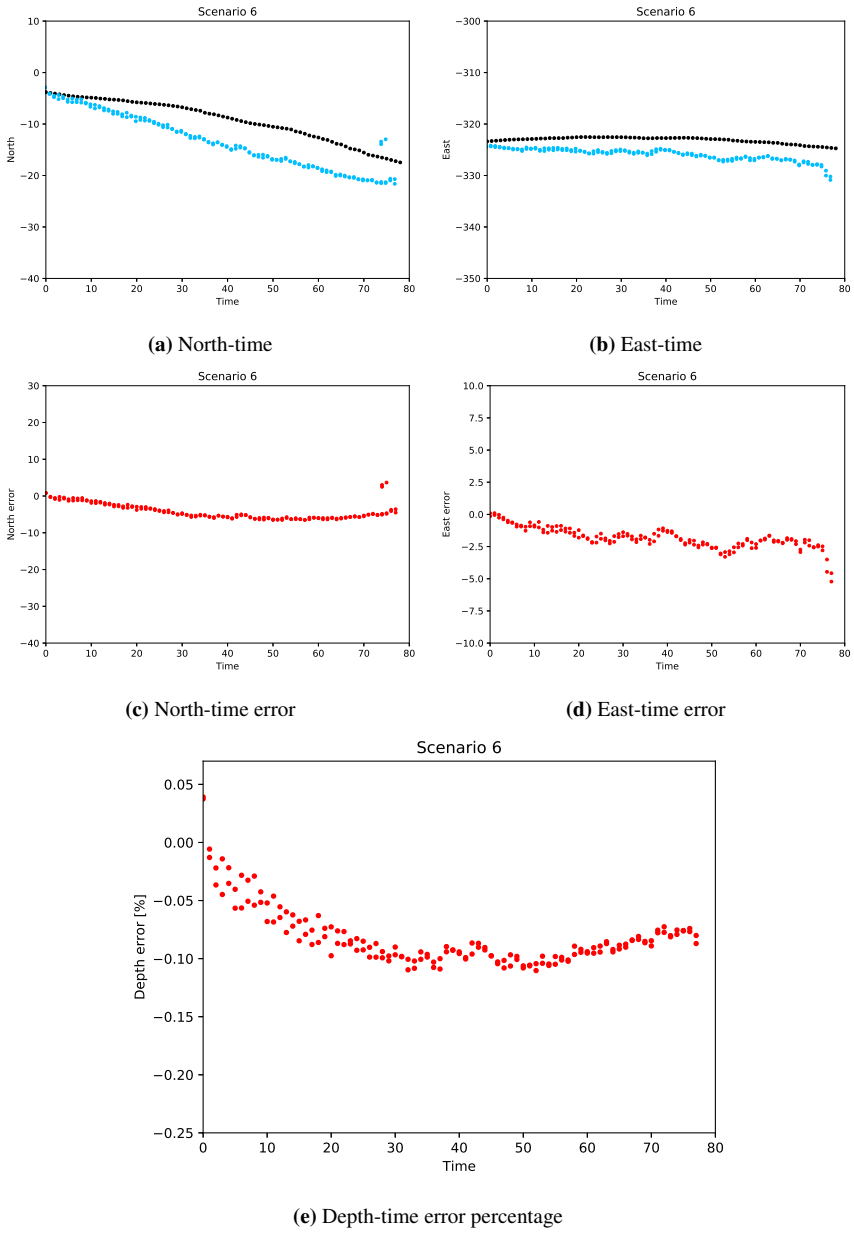 Scenario 6
10
0
−10
−20
−30
−40
North
0 10 20 30 40 50 60 70 80
Time
(a) North-time
Scenario 6
−300
−310
−320
−330
−340
−350
East
0 10 20 30 40 50 60 70 80
Time
(b) East-time
Scenario 6
30
20
10
0
−10
−20
−30
−40
North error
0 10 20 30 40 50 60 70 80
Time
(c) North-time error
Scenario 6
10.0
7.5
5.0
2.5
0.0
−2.5
−5.0
−7.5
−10.0
East error
0 10 20 30 40 50 60 70 80
Time
(d) East-time error
Scenario 6
0.05
0.00
−0.05
−0.10
−0.15
−0.20
−0.25
Depth error [%]
0 10 20 30 40 50 60 70 80
Time
(e) Depth-time error percentage